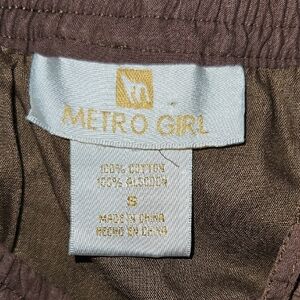 m
METRO GIRL
100% COTTON
100% ALGODON
S
MADE IN CHINA
HECHO EN CHINA